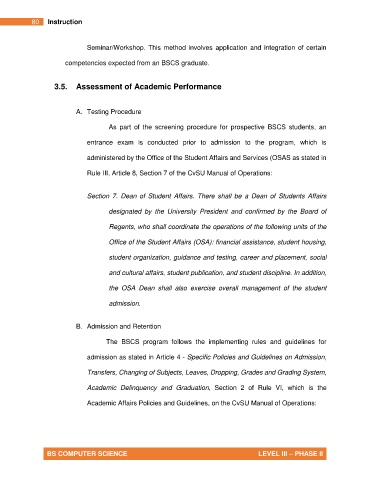 80 Instruction
Seminar/Workshop. This method involves application and integration of certain
competencies expected from an BSCS graduate.
3.5. Assessment of Academic Performance
A. Testing Procedure
As part of the screening procedure for prospective BSCS students, an
entrance exam is conducted prior to admission to the program, which is
administered by the Office of the Student Affairs and Services (OSAS as stated in
Rule III, Article 8, Section 7 of the CvSU Manual of Operations:
Section 7. Dean of Student Affairs. There shall be a Dean of Students Affairs
designated by the University President and confirmed by the Board of
Regents, who shall coordinate the operations of the following units of the
Office of the Student Affairs (OSA): financial assistance, student housing,
student organization, guidance and testing, career and placement, social
and cultural affairs, student publication, and student discipline. In addition,
the OSA Dean shall also exercise overall management of the student
admission.
B. Admission and Retention
The BSCS program follows the implementing rules and guidelines for
admission as stated in Article 4 - Specific Policies and Guidelines on Admission,
Transfers, Changing of Subjects, Leaves, Dropping, Grades and Grading System,
Academic Delinquency and Graduation, Section 2 of Rule VI, which is the
Academic Affairs Policies and Guidelines, on the CvSU Manual of Operations:
BS COMPUTER SCIENCE LEVEL III – PHASE II